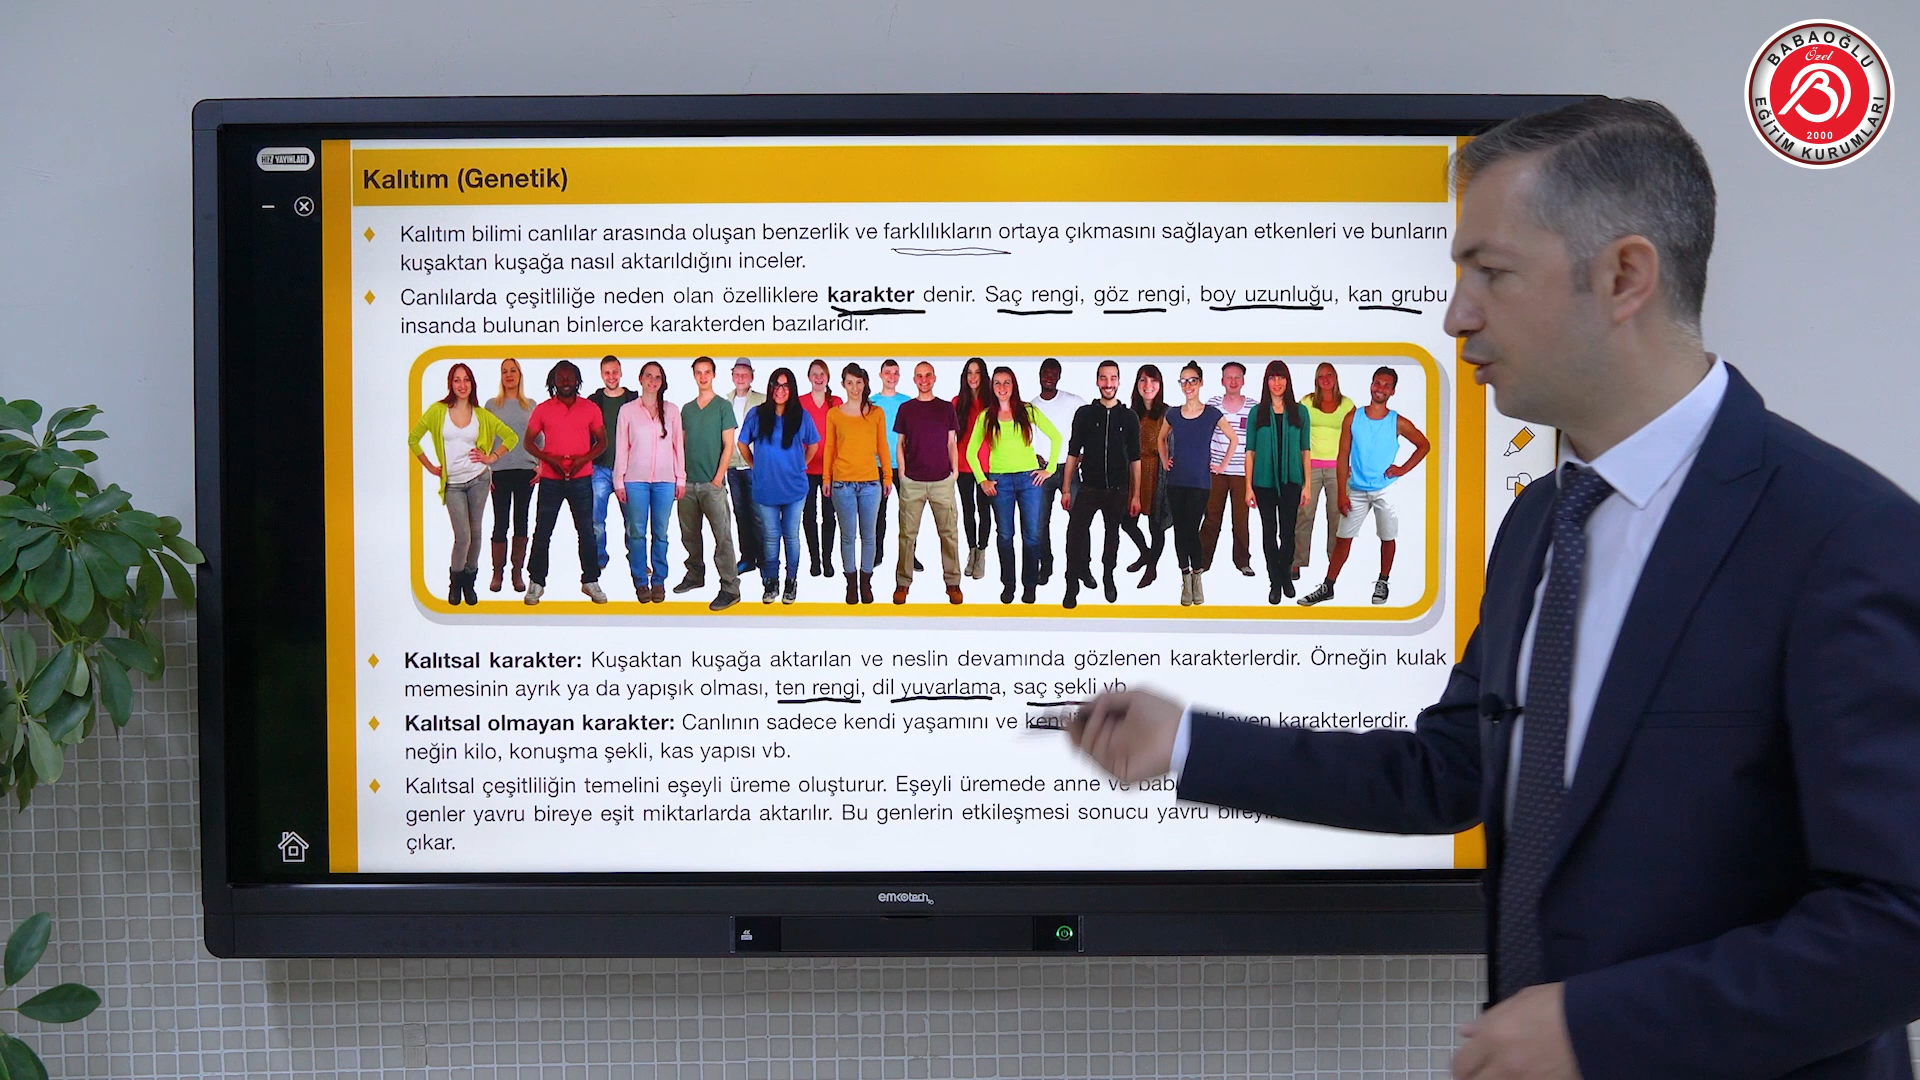 BABAOĞLU
Özel
B
2000
EĞİTİM KURUMLARI
HIZ YAYINLARI
Kalıtım (Genetik)
Kalıtım bilimi canlılar arasında oluşan benzerlik ve farklılıkların ortaya çıkmasını sağlayan etkenleri ve bunların
kuşaktan kuşağa nasıl aktarıldığını inceler.
Canlılarda çeşitliliğe neden olan özelliklere karakter denir. Saç rengi, göz rengi, boy uzunluğu, kan grubu
insanda bulunan binlerce karakterden bazılarıdır.
Kalıtsal karakter: Kuşaktan kuşağa aktarılan ve neslin devamında gözlenen karakterlerdir. Örneğin kulak
memesinin ayrık ya da yapışık olması, ten rengi, dil yuvarlama, saç şekli vb.
Kalıtsal olmayan karakter: Canlının sadece kendi yaşamını ve karakterlerdir.
neğin kilo, konuşma şekli, kas yapısı vb.
Kalıtsal çeşitliliğin temelini eşeyli üreme oluşturur. Eşeyli üremede anne ve
genler yavru bireye eşit miktarlarda aktarılır. Bu genlerin etkileşmesi sonucu yavru
çıkar.
emkotech
4K